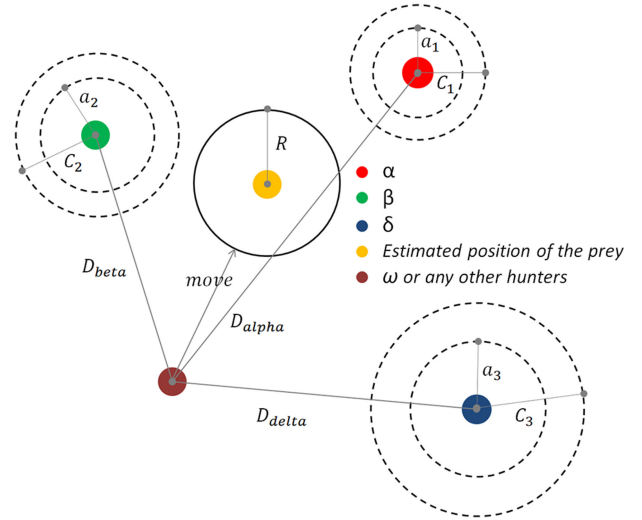 a1
C1
a2
C2
R
α
β
δ
Estimated position of the prey
ω or any other hunters
Dbeta
move
Dalpha
a3
C3
Ddelta